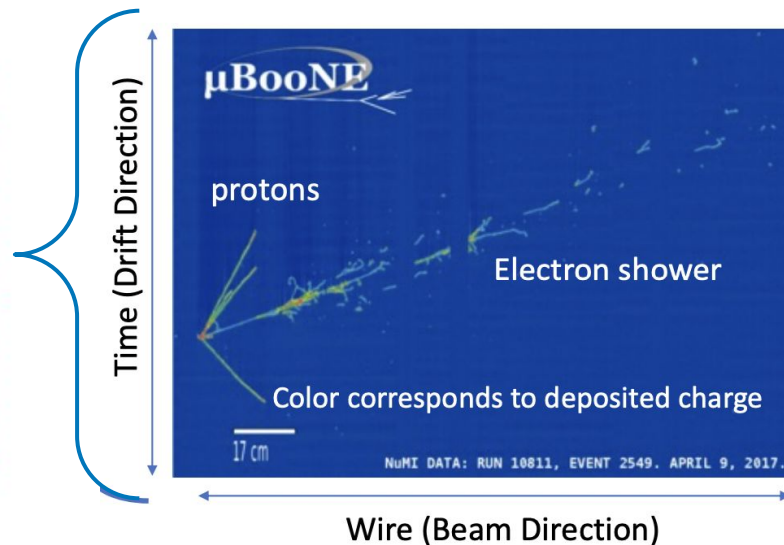 µBooNE
protons
Electron shower
Color corresponds to deposited charge
17 cm
NuMI DATA: RUN 10811, EVENT 2549. APRIL 9, 2017.
Time (Drift Direction)
Wire (Beam Direction)